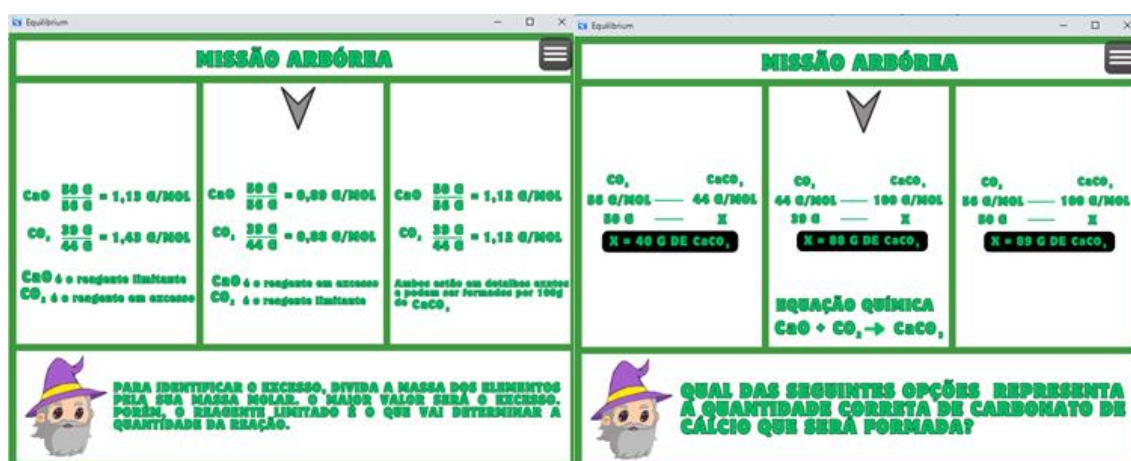 Equilibrium
MISSÃO ARBÓREA
CaO 50 G / 56 G = 1,13 G/MOL
CO₂ 39 G / 44 G = 1,43 G/MOL
CaO é o reagente limitante
CO₂ é o reagente em excesso
CaO 50 G / 56 G = 0,89 G/MOL
CO₂ 39 G / 44 G = 0,88 G/MOL
CaO é o reagente em excesso
CO₂ é o reagente limitante
CaO 50 G / 56 G = 1,12 G/MOL
CO₂ 39 G / 44 G = 1,12 G/MOL
Ambos estão em detalhes exatos
e podem ser formados por 100g
de CaCO₃
PARA IDENTIFICAR O EXCESSO, DIVIDA A MASSA DOS ELEMENTOS
PELA SUA MASSA MOLAR. O MAIOR VALOR SERÁ O EXCESSO.
PORÉM, O REAGENTE LIMITADO É O QUE VAI DETERMINAR A
QUANTIDADE DA REAÇÃO.
Equilibrium
MISSÃO ARBÓREA
CO₂ CaCO₃
56 G/MOL —— 44 G/MOL
50 G —— X
X = 40 G DE CaCO₃
CO₂ CaCO₃
44 G/MOL —— 100 G/MOL
39 G —— X
X = 88 G DE CaCO₃
EQUAÇÃO QUÍMICA
CaO + CO₂ → CaCO₃
CO₂ CaCO₃
56 G/MOL —— 100 G/MOL
50 G —— X
X = 89 G DE CaCO₃
QUAL DAS SEGUINTES OPÇÕES REPRESENTA
A QUANTIDADE CORRETA DE CARBONATO DE
CÁLCIO QUE SERÁ FORMADA?